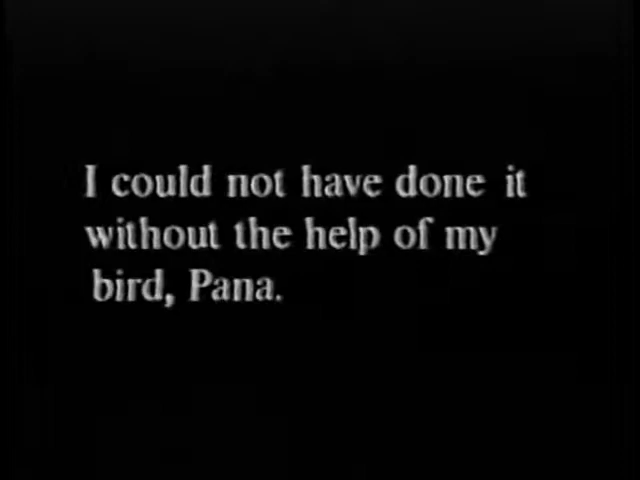 I could not have done it
without the help of my
bird, Pana.